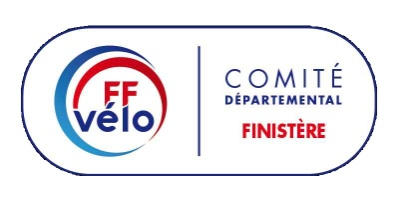 FF
vélo
COMITÉ
DÉPARTEMENTAL
FINISTÈRE